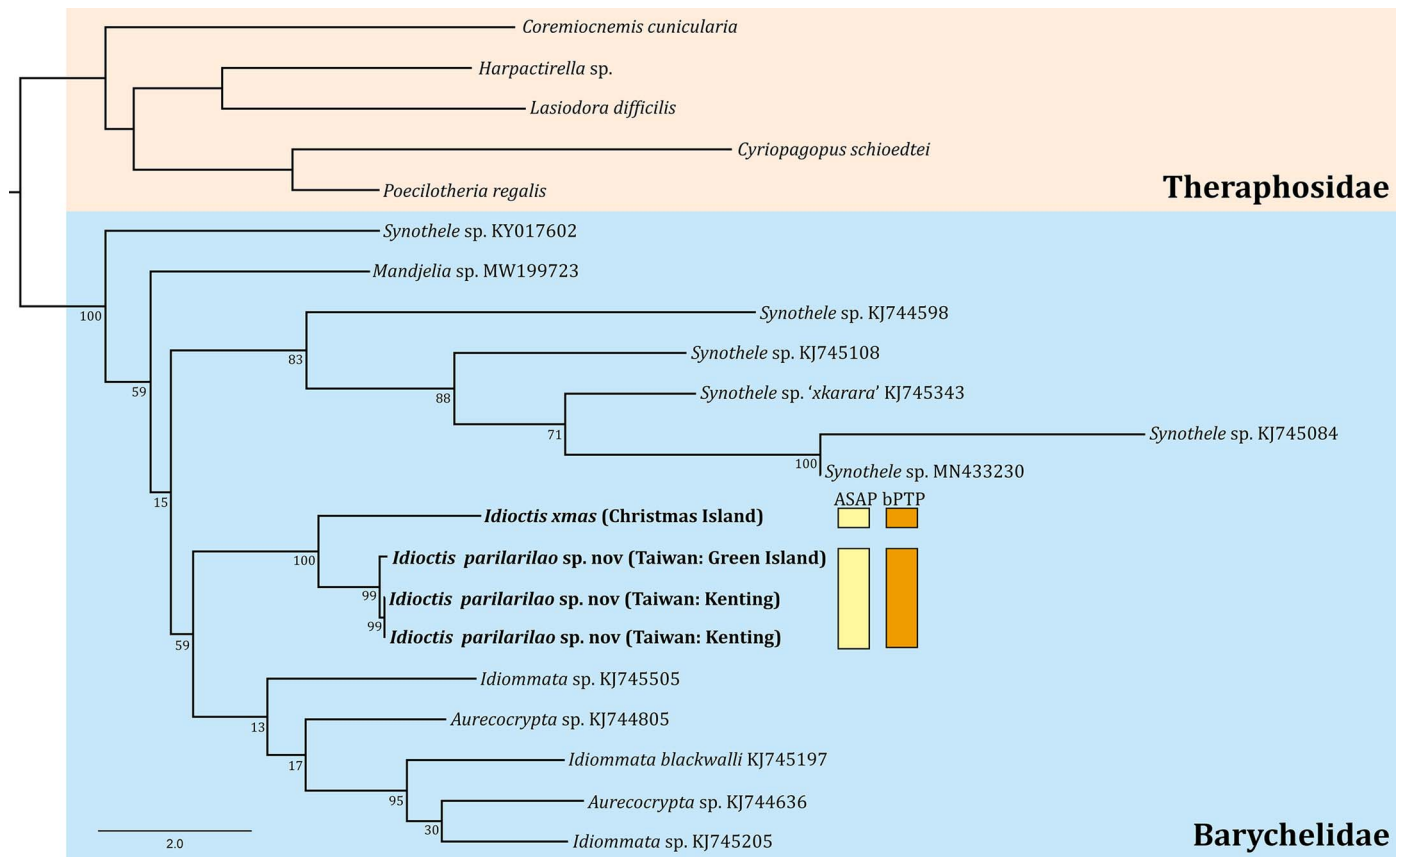 Coremiocnemis cunicularia
Harpactirella sp.
Lasiodora difficilis
Cyriopagopus schioedtei
Poecilotheria regalis
Theraphosidae
Synothele sp. KY017602
Mandjelia sp. MW199723
100
Synothele sp. KJ744598
83
Synothele sp. KJ745108
59
Synothele sp. ‘xkarara’ KJ745343
88
71
Synothele sp. KJ745084
100
Synothele sp. MN433230
ASAP bPTP
15
Idioctis xmas (Christmas Island)
100
Idioctis parilarilao sp. nov (Taiwan: Green Island)
99
Idioctis parilarilao sp. nov (Taiwan: Kenting)
99
Idioctis parilarilao sp. nov (Taiwan: Kenting)
59
Idiommata sp. KJ745505
13
Aurecocrypta sp. KJ744805
17
Idiommata blackwalli KJ745197
95
Aurecocrypta sp. KJ744636
30
Idiommata sp. KJ745205
2.0
Barychelidae